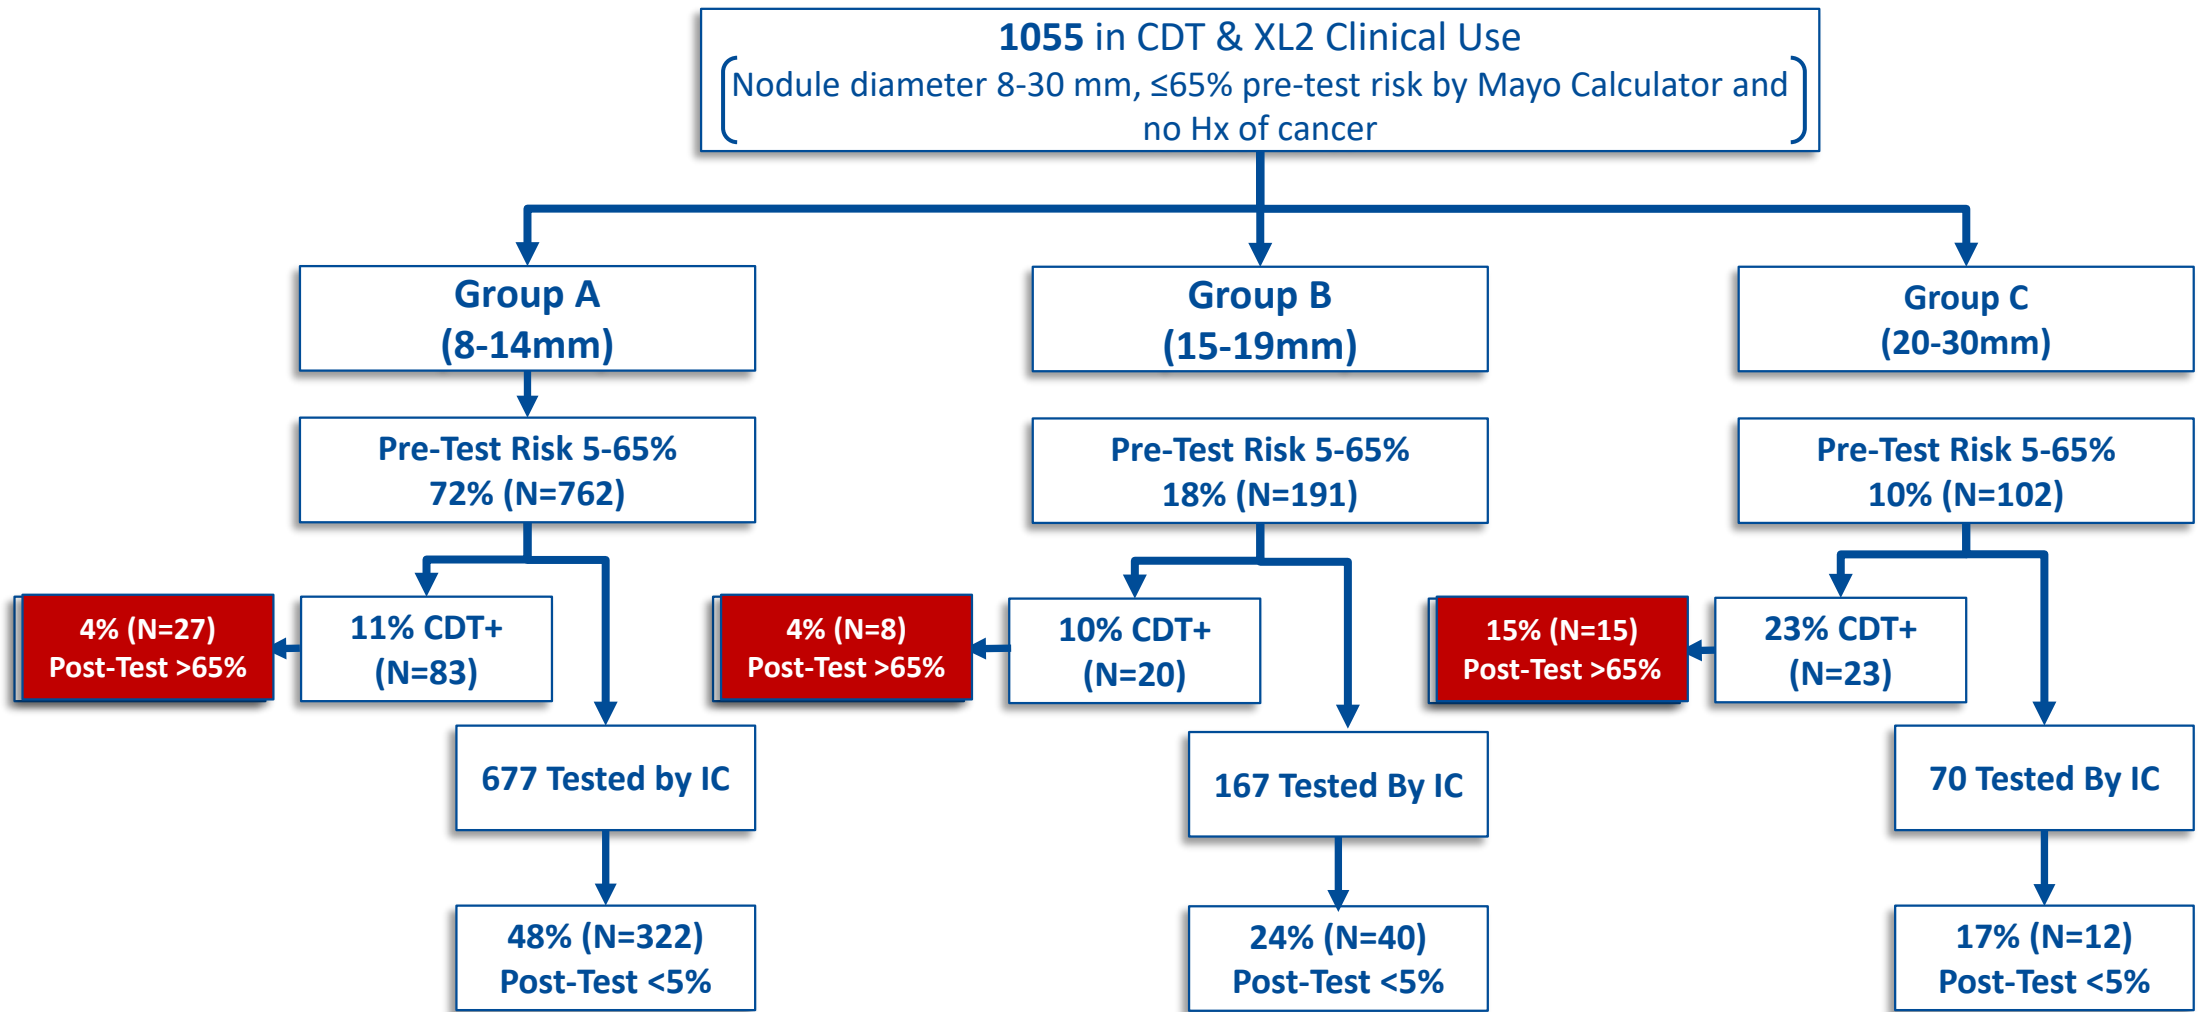 1055 in CDT & XL2 Clinical Use
Nodule diameter 8-30 mm, ≤65% pre-test risk by Mayo Calculator and
no Hx of cancer
Group A
(8-14mm)
Group B
(15-19mm)
Group C
(20-30mm)
Pre-Test Risk 5-65%
72% (N=762)
Pre-Test Risk 5-65%
18% (N=191)
Pre-Test Risk 5-65%
10% (N=102)
4% (N=27)
Post-Test >65%
11% CDT+
(N=83)
4% (N=8)
Post-Test >65%
10% CDT+
(N=20)
15% (N=15)
Post-Test >65%
23% CDT+
(N=23)
677 Tested by IC
167 Tested By IC
70 Tested By IC
48% (N=322)
Post-Test <5%
24% (N=40)
Post-Test <5%
17% (N=12)
Post-Test <5%